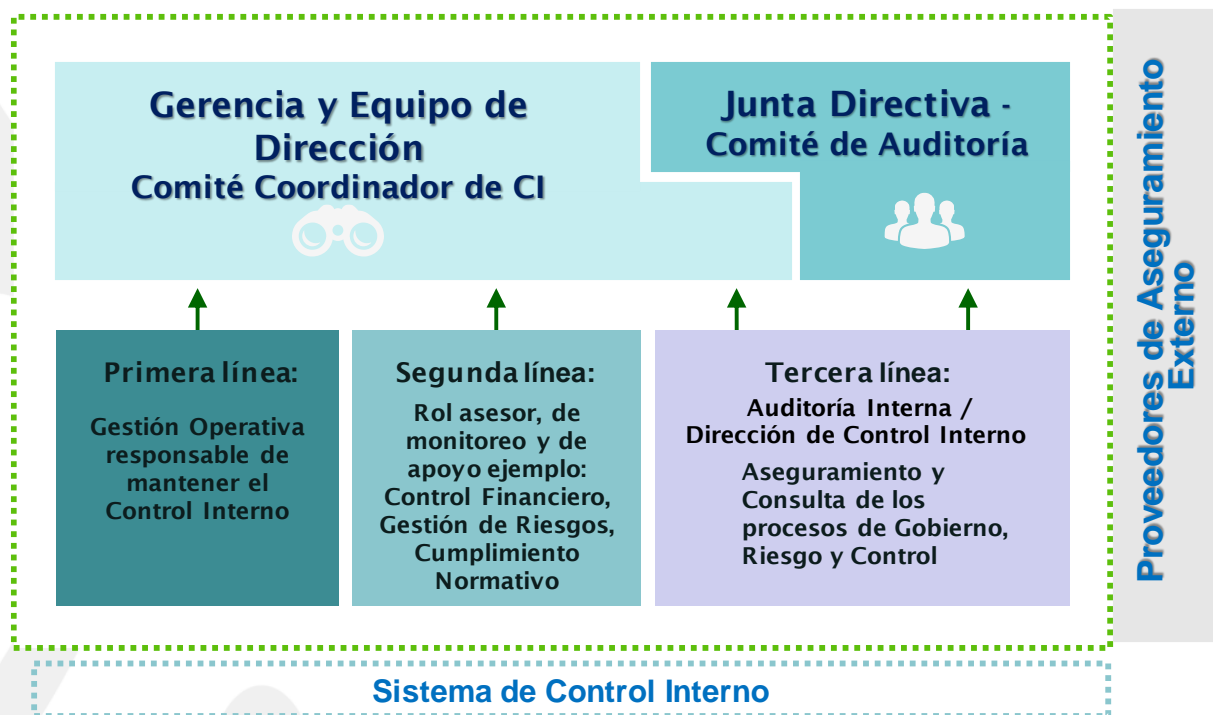 Gerencia y Equipo de
Dirección
Comité Coordinador de CI
Junta Directiva -
Comité de Auditoría
Primera línea:
Gestión Operativa
responsable de
mantener el
Control Interno
Segunda línea:
Rol asesor, de
monitoreo y de
apoyo ejemplo:
Control Financiero,
Gestión de Riesgos,
Cumplimiento
Normativo
Tercera línea:
Auditoría Interna /
Dirección de Control Interno
Aseguramiento y
Consulta de los
procesos de Gobierno,
Riesgo y Control
Proveedores de Aseguramiento
Externo
Sistema de Control Interno